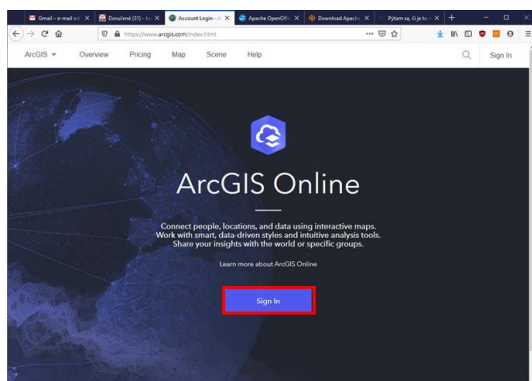 Gmail – e-mail od
Doručené (31) – lu
Account Login - A
Apache OpenOffi
Download Apach
Pýtam sa, či je to
https://www.arcgis.com/index.html
ArcGIS Overview Pricing Map Scene Help Sign In
ArcGIS Online
Connect people, locations, and data using interactive maps.
Work with smart, data-driven styles and intuitive analysis tools.
Share your insights with the world or specific groups.
Learn more about ArcGIS Online
Sign In